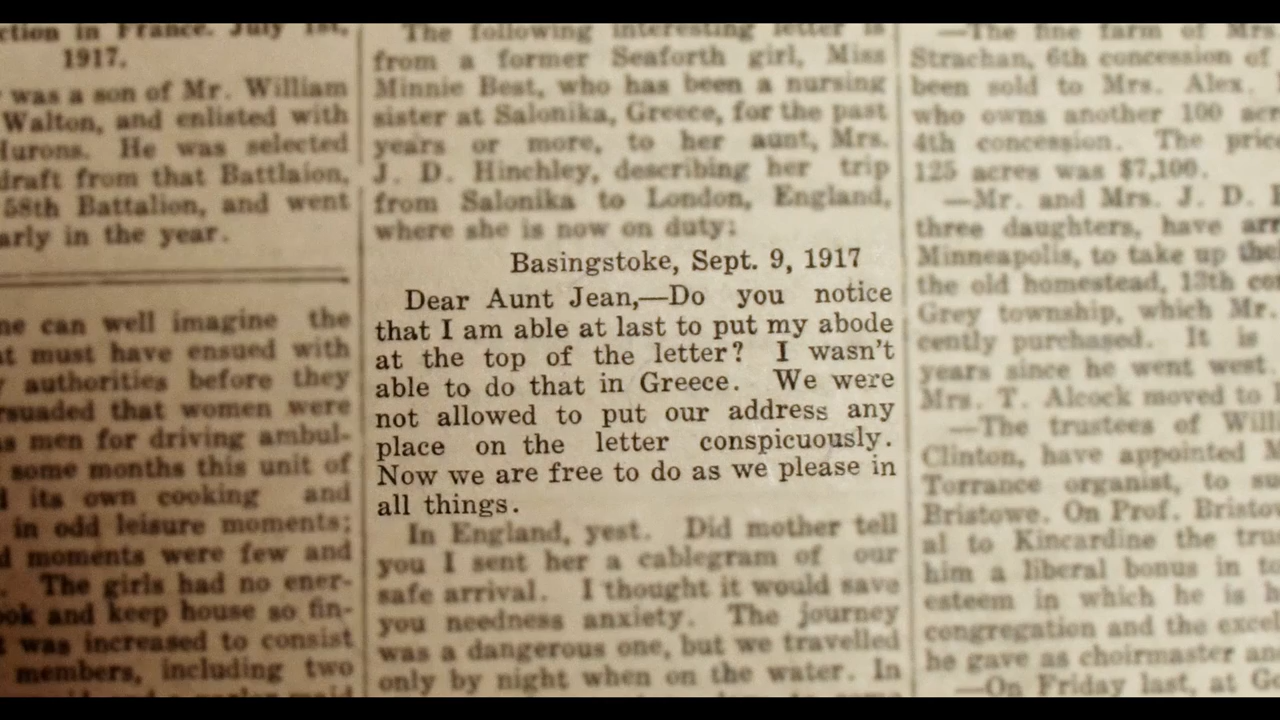 ction in France. July 1st,
1917.
was a son of Mr. William
Walton, and enlisted with
Hurons. He was selected
draft from that Battlaion,
58th Battalion, and went
arly in the year.
ne can well imagine the
at must have ensued with
authorities before they
rsuaded that women were
as men for driving ambul-
some months this unit of
d its own cooking and
in odd leisure moments;
d moments were few and
The girls had no ener-
ook and keep house so fin-
t was increased to consist
members, including two
The following interesting letter is
from a former Seaforth girl, Miss
Minnie Best, who has been a nursing
sister at Salonika, Greece, for the past
years or more, to her aunt, Mrs.
J. D. Hinchley, describing her trip
from Salonika to London, England,
where she is now on duty:
Basingstoke, Sept. 9, 1917
Dear Aunt Jean,—Do you notice
that I am able at last to put my abode
at the top of the letter? I wasn't
able to do that in Greece. We were
not allowed to put our address any
place on the letter conspicuously.
Now we are free to do as we please in
all things.
In England, yest. Did mother tell
you I sent her a cablegram of our
safe arrival. I thought it would save
you needness anxiety. The journey
was a dangerous one, but we travelled
only by night when on the water. In
—The fine farm of Mrs.
Strachan, 6th concession of
been sold to Mrs. Alex.
who owns another 100 acr
4th concession. The price
125 acres was $7,100.
—Mr. and Mrs. J. D.
three daughters, have arr
Minneapolis, to take up the
the old homestead, 13th con
Grey township, which Mr.
cently purchased. It is
years since he went west.
Mrs. T. Alcock moved to
—The trustees of Will
Clinton, have appointed M
Torrance organist, to su
Bristowe. On Prof. Bristow
al to Kincardine the trus
him a liberal bonus in to
esteem in which he is h
congregation and the excel
he gave as choirmaster and
—On Friday last, at Go